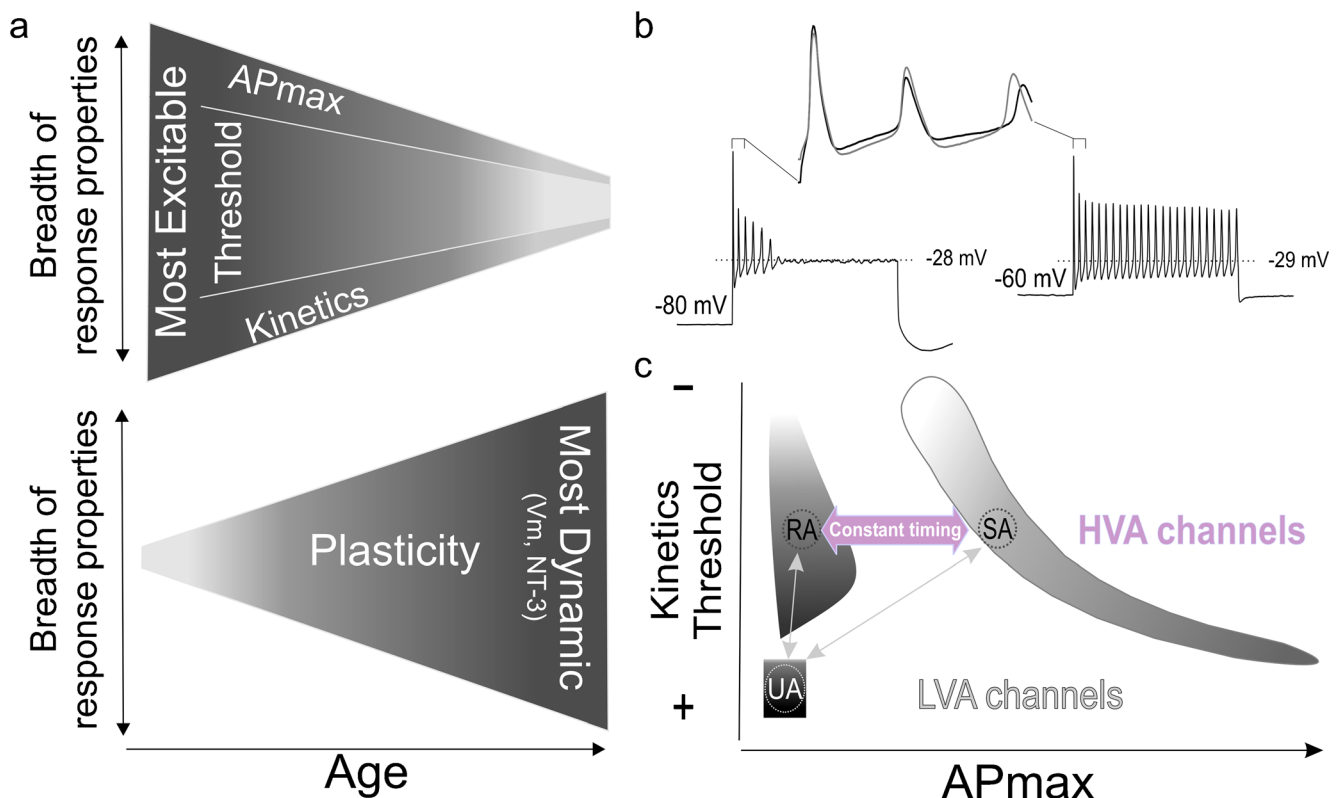 a
Breadth of
response properties
Most Excitable
APmax
Threshold
Kinetics
Breadth of
response properties
Plasticity
Most Dynamic
(Vm, NT-3)
Age
b
-80 mV
-28 mV
-60 mV
-29 mV
c
−
Kinetics
Threshold
+
RA
Constant timing
SA
HVA channels
UA
LVA channels
APmax